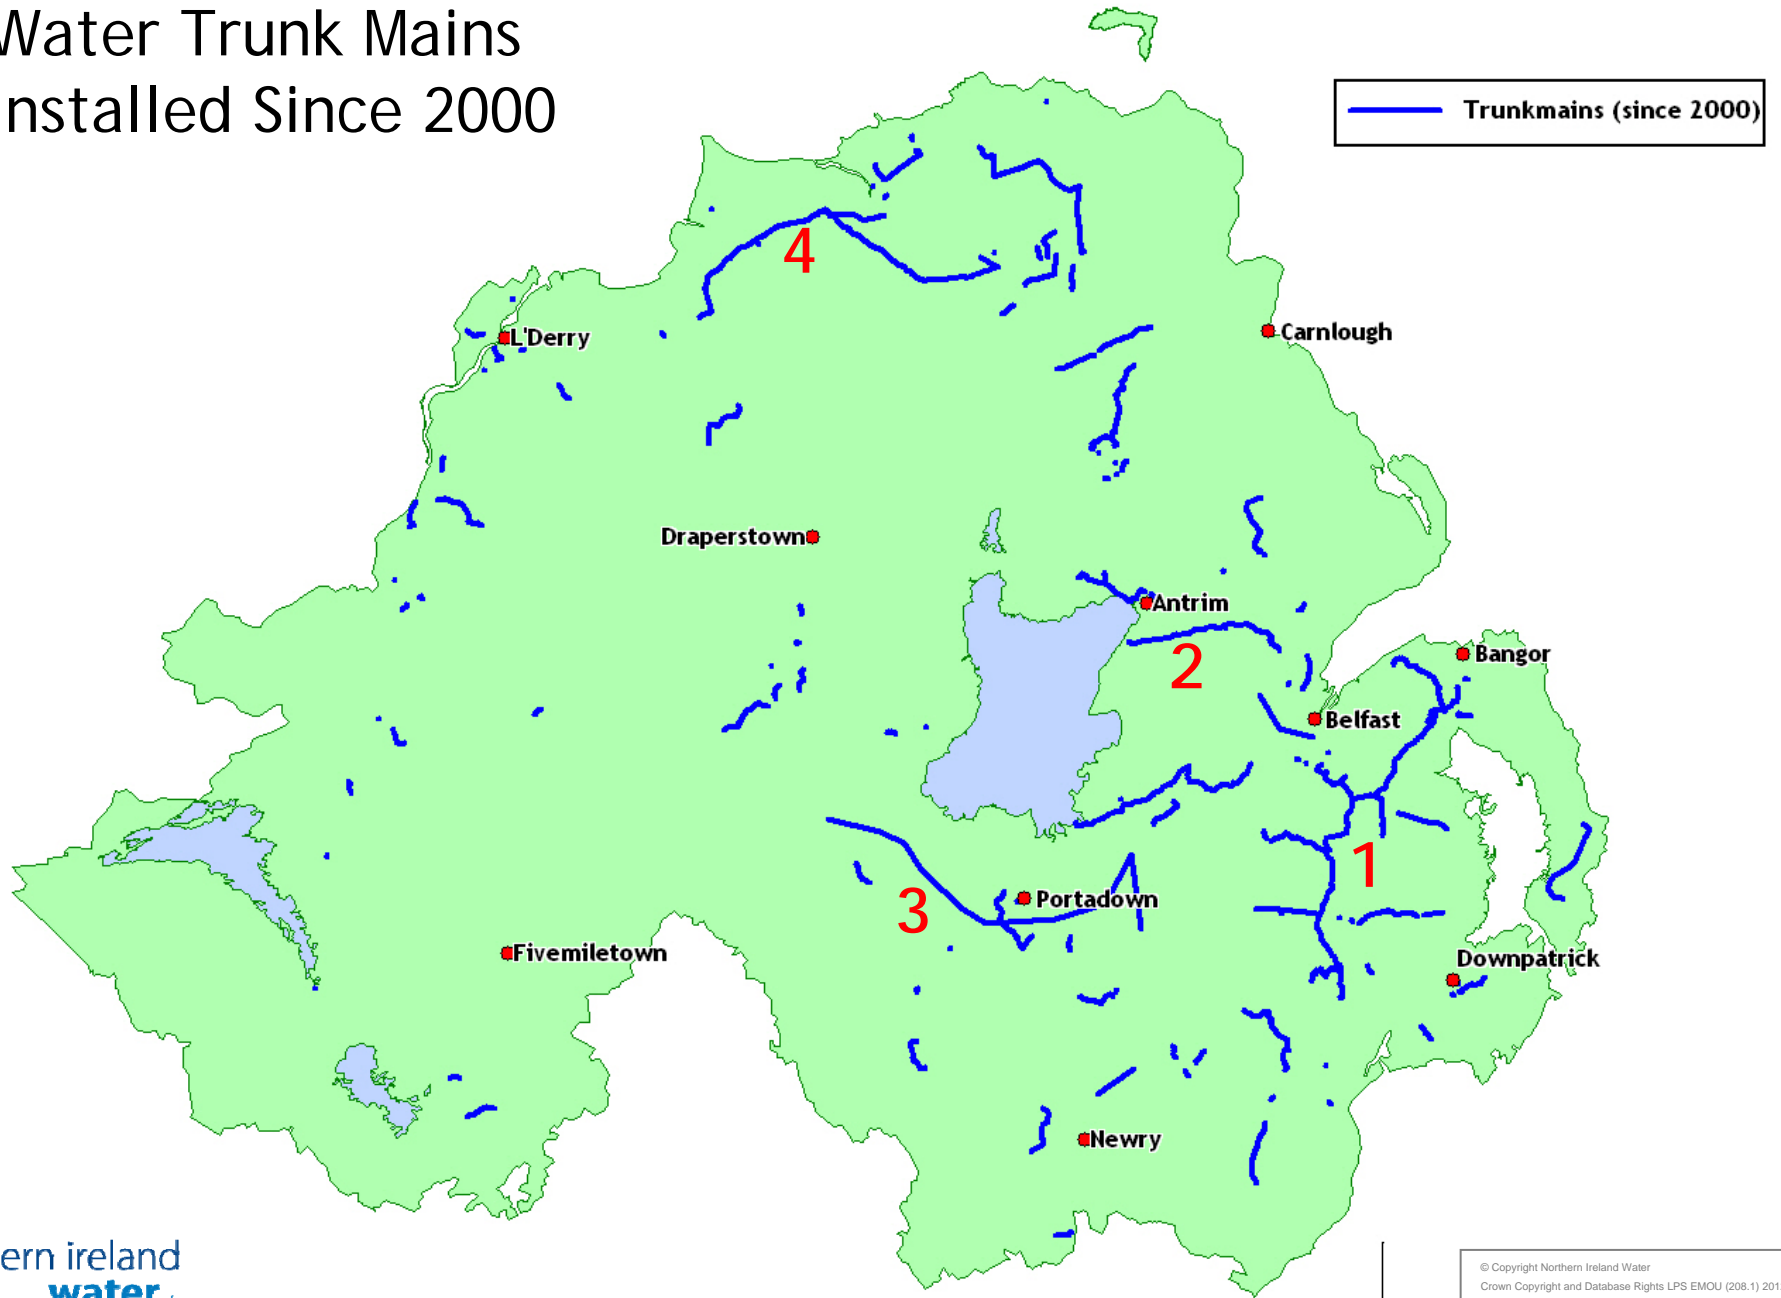 Water Trunk Mains
nstalled Since 2000
Trunkmains (since 2000)
4
L'Derry
Carnlough
Draperstown
Antrim
2
Bangor
Belfast
1
3
Portadown
Fivemiletown
Downpatrick
Newry
ern ireland
water
© Copyright Northern Ireland Water
Crown Copyright and Database Rights LPS EMOU (208.1) 201